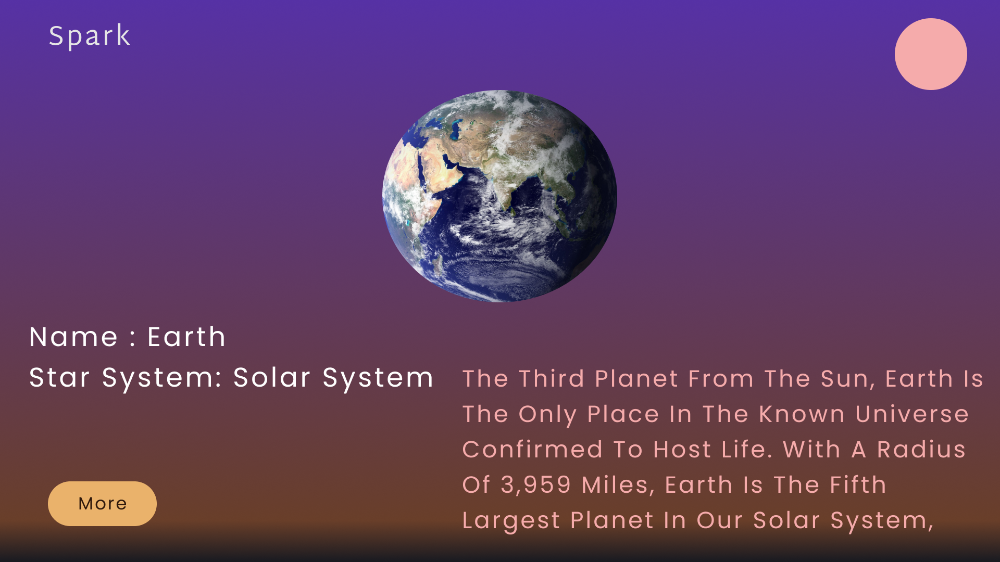 Spark
Name : Earth
Star System: Solar System
The Third Planet From The Sun, Earth Is
The Only Place In The Known Universe
Confirmed To Host Life. With A Radius
Of 3,959 Miles, Earth Is The Fifth
Largest Planet In Our Solar System,
More